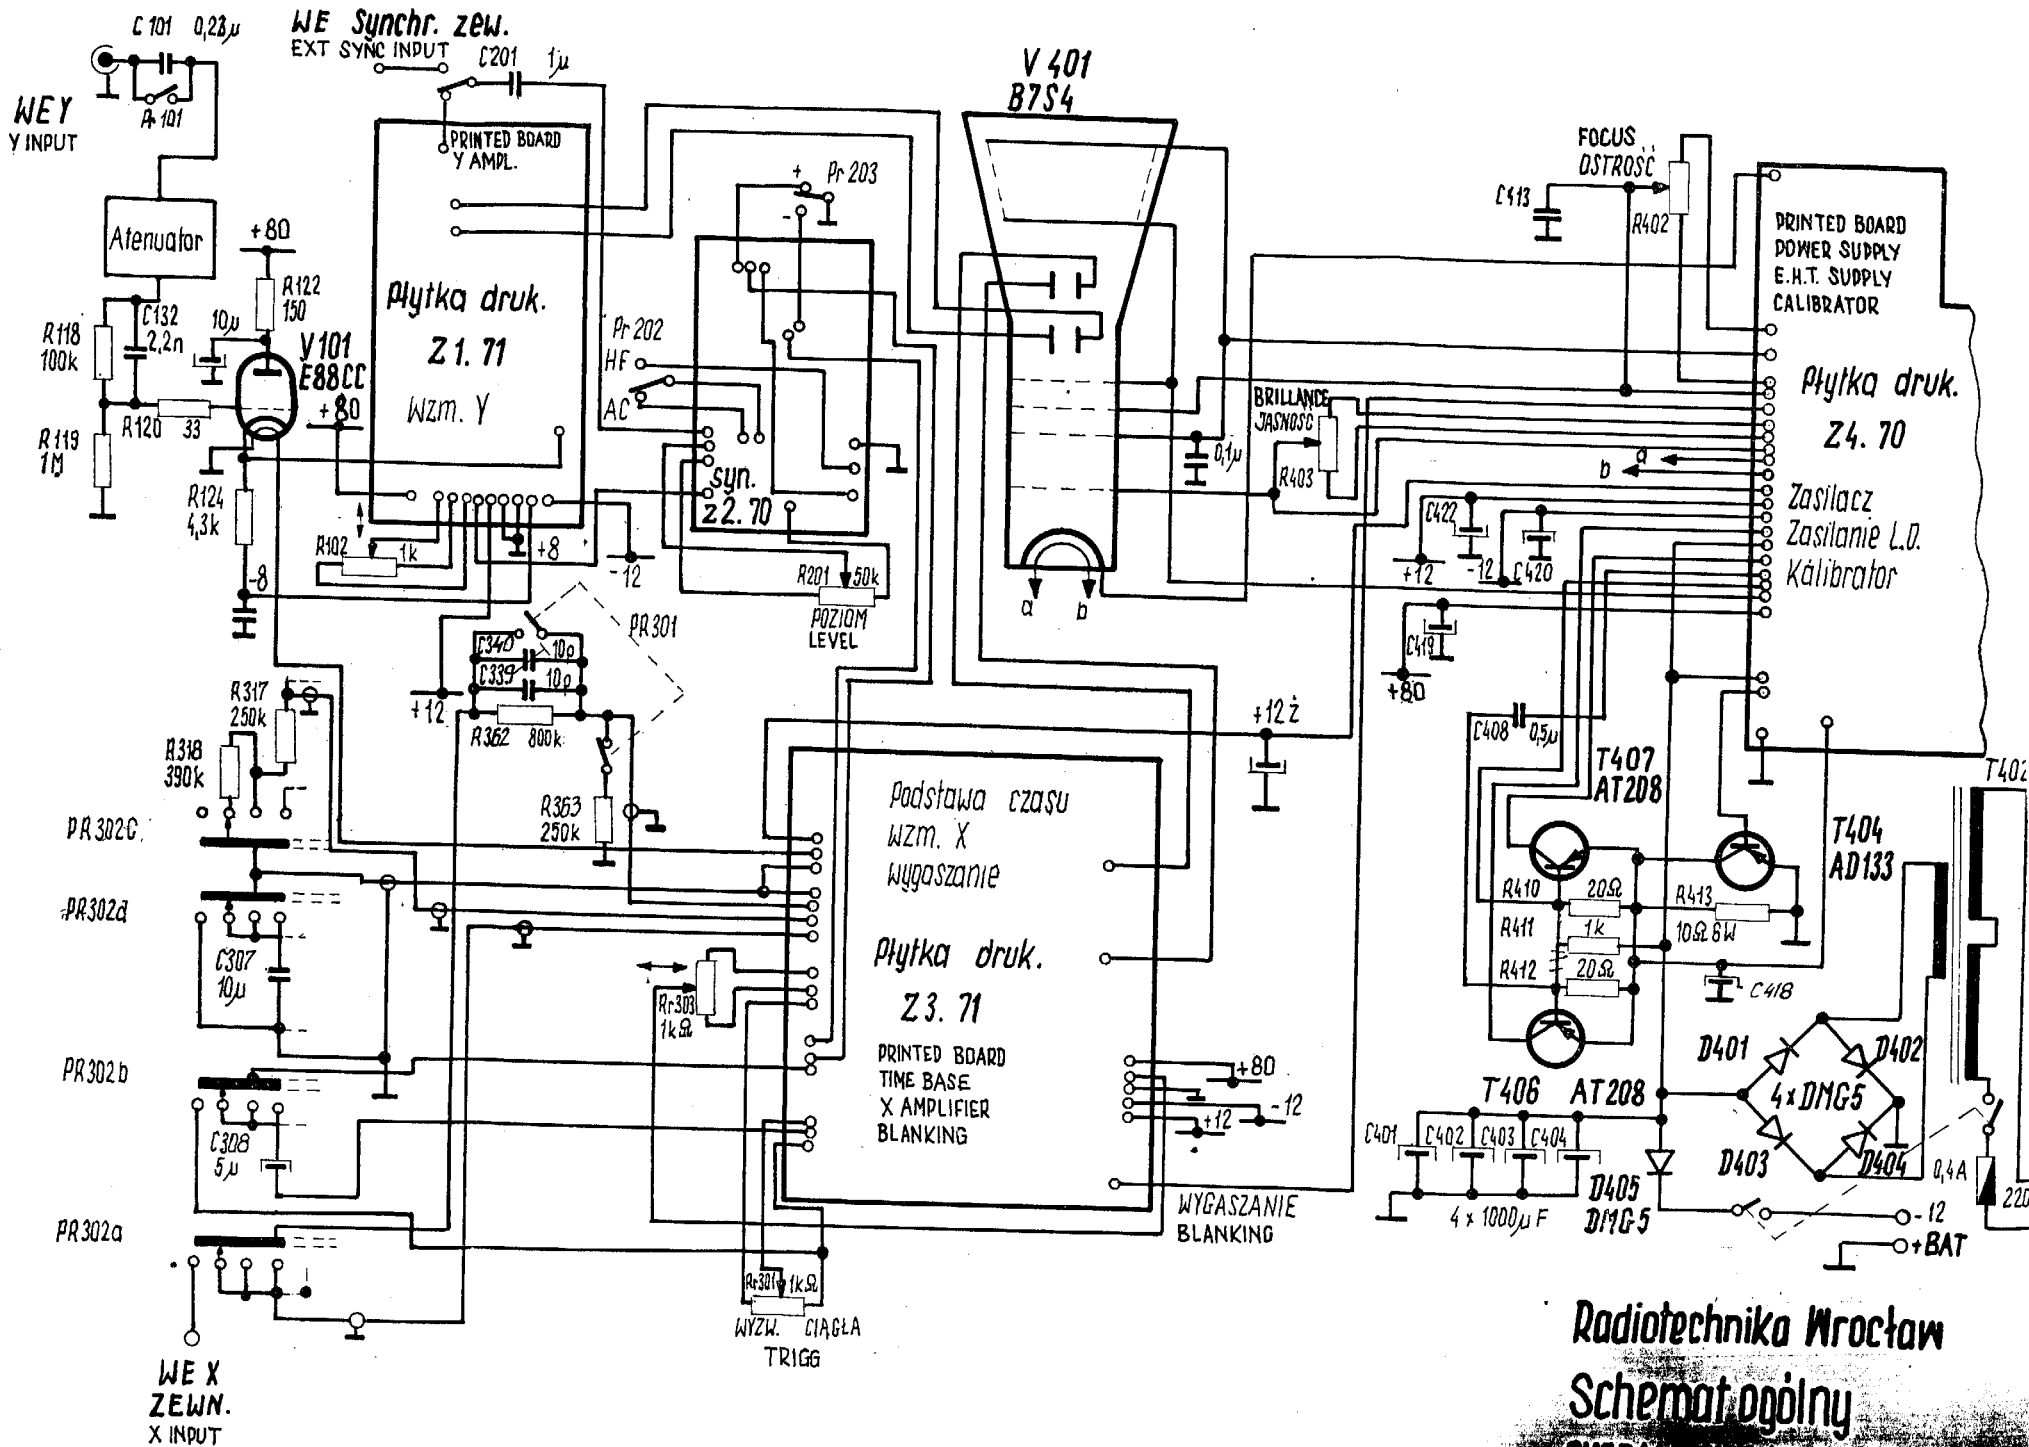 C 101 0,23µ
WEY
Y INPUT
Pr 101
Atenuator
WE Synchr. zew.
EXT SYNC INPUT
C201 1µ
PRINTED BOARD
Y AMPL.
Płytka druk.
Z1.71
Wzm. Y
+80
R122
150
10µ
C132
2,2n
R118
100k
V101
E88CC
+80
R120 33
R119
1M
R124
4,3k
-8
R102 1k
+8
-12
+12
Pr 203
+
-
Pr 202
HF
AC
syn.
Z2.70
R201 50k
POZIOM
LEVEL
V 401
B7S4
a b
0,1µ
FOCUS
OSTROŚĆ
C413
R402
BRILLANCE
JASNOŚĆ
R403
PRINTED BOARD
POWER SUPPLY
E.H.T. SUPPLY
CALIBRATOR
Płytka druk.
Z4.70
Zasilacz
Zasilanie L.O.
Kalibrator
a
b
C422
+12
-12
C420
C419
+80
PR301
C340 10p
C339 10p
R362 800k
R363
250k
R317
250k
R318
390k
PR302C
PR302d
C307
10µ
PR302b
C308
5µ
PR302a
WE X
ZEWN.
X INPUT
Podstawa czasu
Wzm. X
Wygaszanie
Płytka druk.
Z3.71
PRINTED BOARD
TIME BASE
X AMPLIFIER
BLANKING
Rr303
1kΩ
Rr301 1kΩ
WYZW. CIĄGŁA
TRIGG
+12 ż
+80
-12
+12
WYGASZANIE
BLANKING
C408 0,5µ
T407
AT208
T404
AD133
R410 20Ω
R413
10Ω 6W
R411 1k
R412 20Ω
C418
T406 AT208
T402
D401
D402
4xDMG5
D403
D404
C401
C402
C403
C404
4 x 1000µF
D405
DMG5
0,4A
220
-12
+BAT
Radiotechnika Wrocław
Schemat ogólny